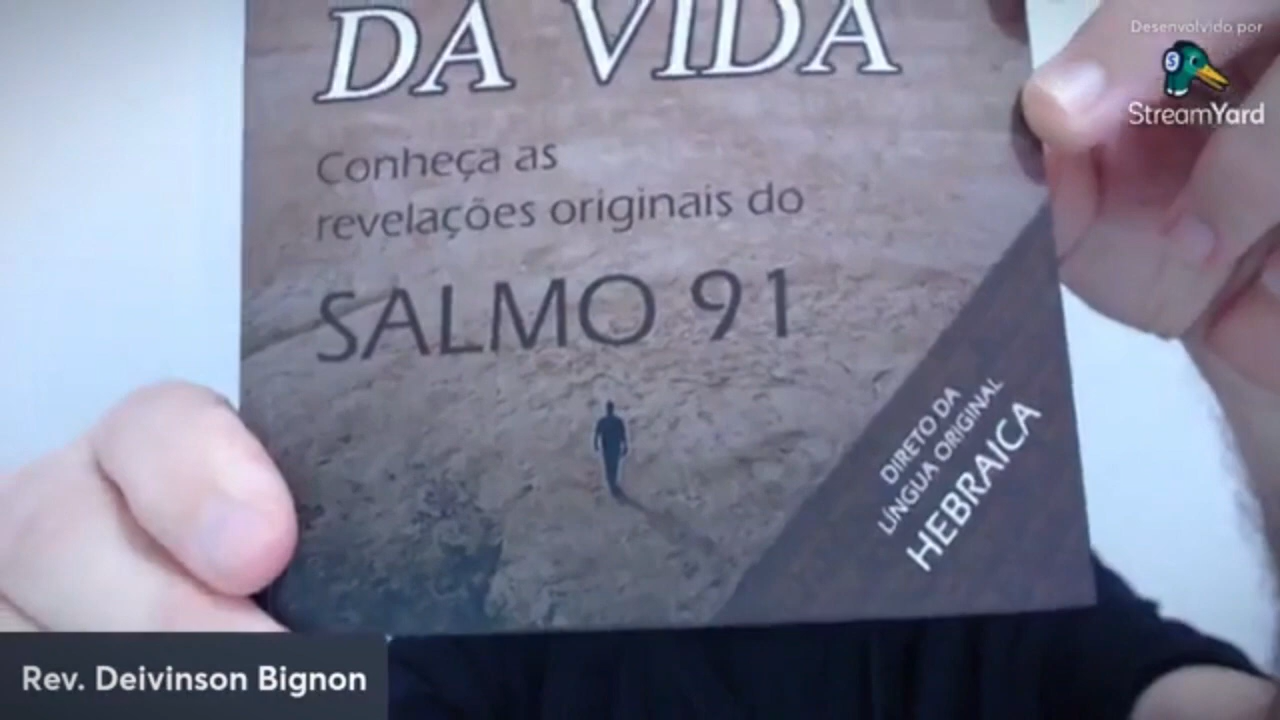 Desenvolvido por
StreamYard
DA VIDA
Conheça as
revelações originais do
SALMO 91
DIRETO DA
LÍNGUA ORIGINAL
HEBRAICA
Rev. Deivinson Bignon